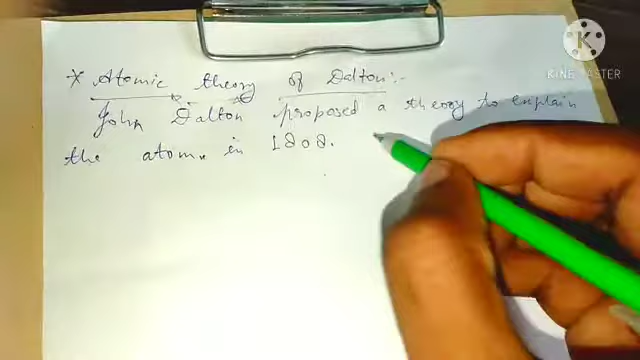 * Atomic theory of Dalton:-
John Dalton proposed a theory to explain
the atom in 1808.
KINEMASTER